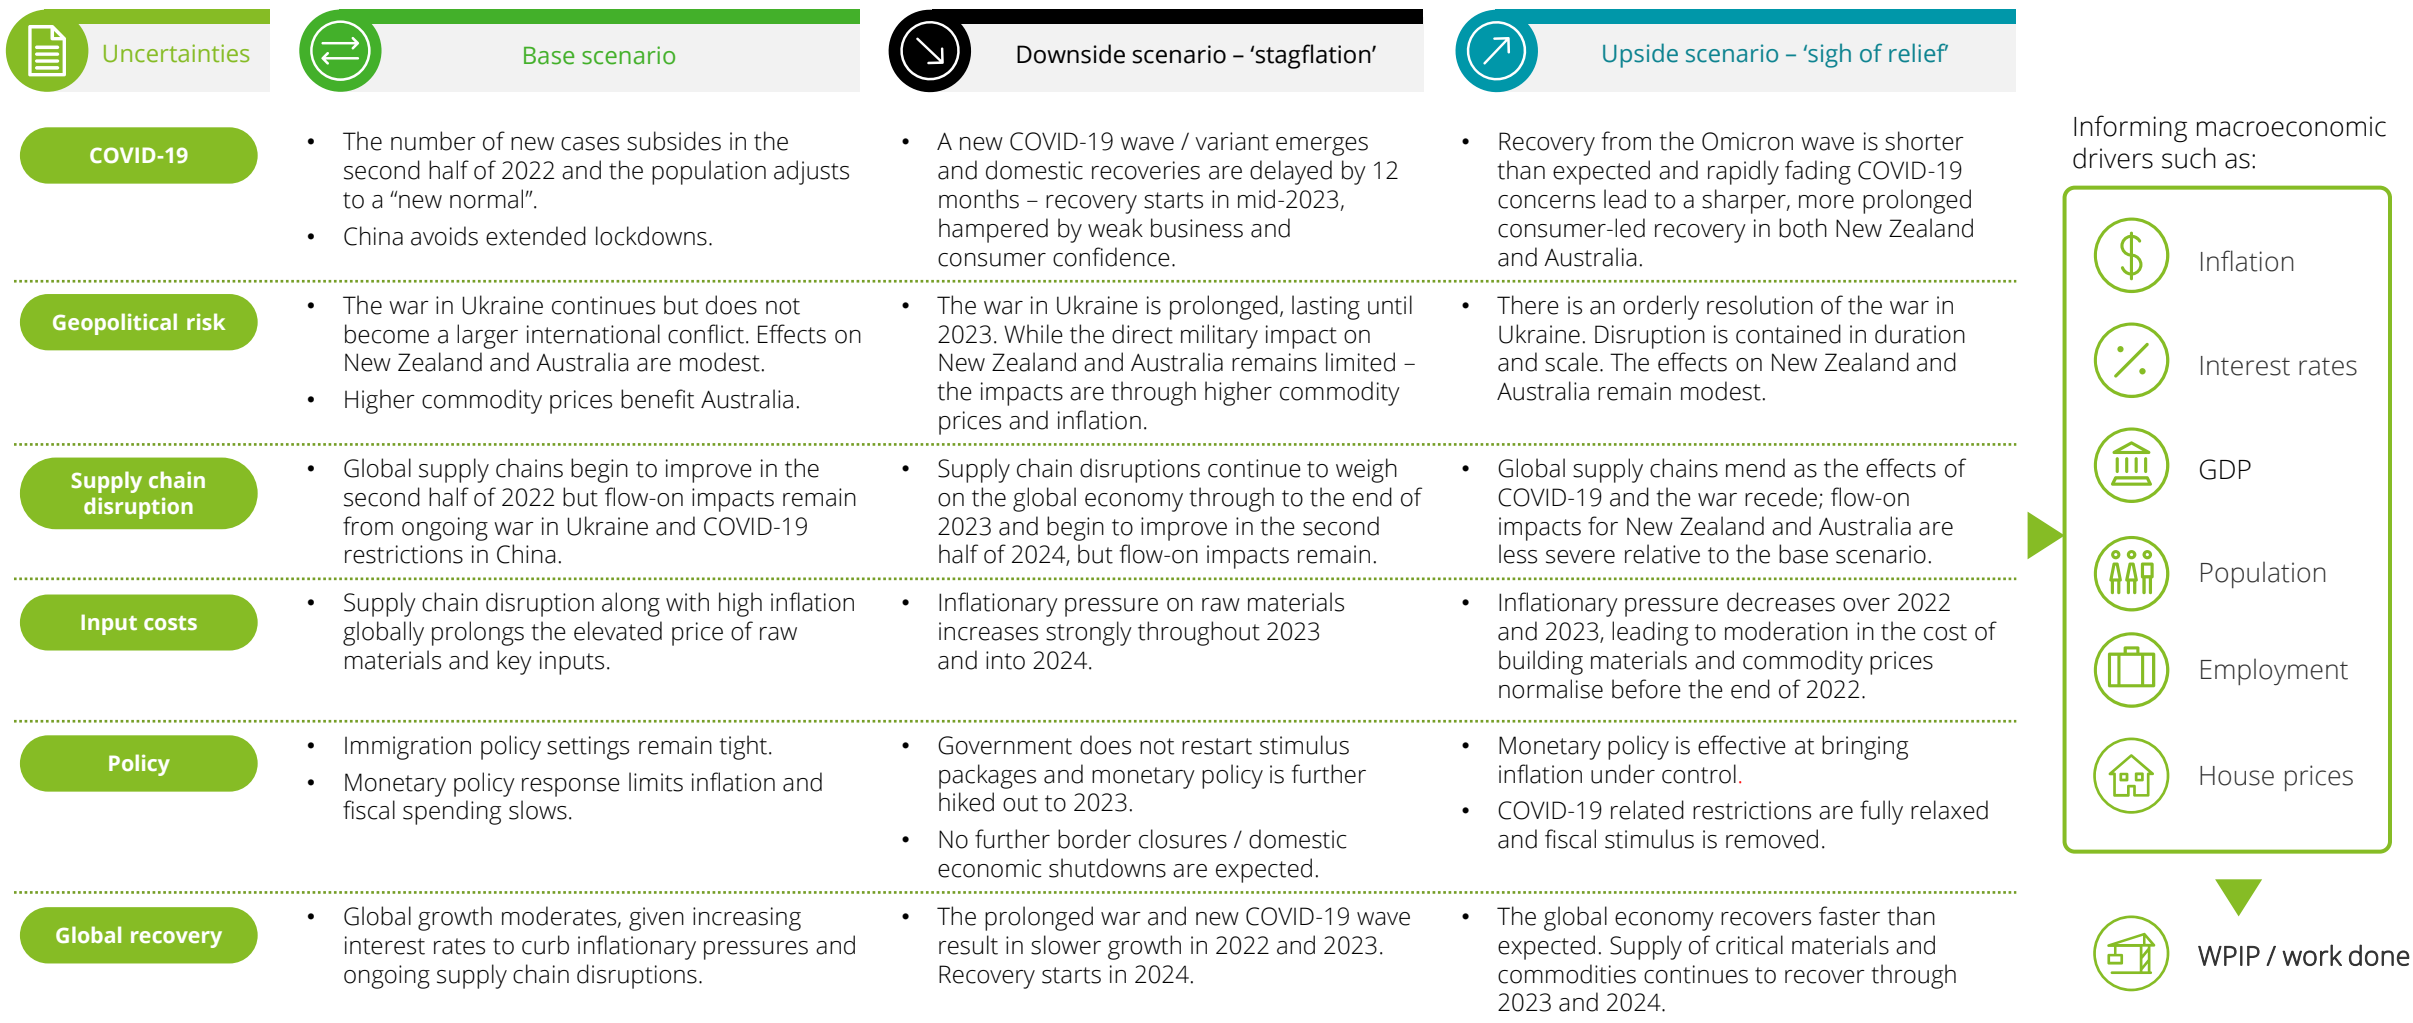 Uncertainties
Base scenario
Downside scenario – ‘stagflation’
Upside scenario – ‘sigh of relief’
COVID-19
• The number of new cases subsides in the
second half of 2022 and the population adjusts
to a “new normal”.
• China avoids extended lockdowns.
• A new COVID-19 wave / variant emerges
and domestic recoveries are delayed by 12
months – recovery starts in mid-2023,
hampered by weak business and
consumer confidence.
• Recovery from the Omicron wave is shorter
than expected and rapidly fading COVID-19
concerns lead to a sharper, more prolonged
consumer-led recovery in both New Zealand
and Australia.
Geopolitical risk
• The war in Ukraine continues but does not
become a larger international conflict. Effects on
New Zealand and Australia are modest.
• Higher commodity prices benefit Australia.
• The war in Ukraine is prolonged, lasting until
2023. While the direct military impact on
New Zealand and Australia remains limited –
the impacts are through higher commodity
prices and inflation.
• There is an orderly resolution of the war in
Ukraine. Disruption is contained in duration
and scale. The effects on New Zealand and
Australia remain modest.
Supply chain
disruption
• Global supply chains begin to improve in the
second half of 2022 but flow-on impacts remain
from ongoing war in Ukraine and COVID-19
restrictions in China.
• Supply chain disruptions continue to weigh
on the global economy through to the end of
2023 and begin to improve in the second
half of 2024, but flow-on impacts remain.
• Global supply chains mend as the effects of
COVID-19 and the war recede; flow-on
impacts for New Zealand and Australia are
less severe relative to the base scenario.
Input costs
• Supply chain disruption along with high inflation
globally prolongs the elevated price of raw
materials and key inputs.
• Inflationary pressure on raw materials
increases strongly throughout 2023
and into 2024.
• Inflationary pressure decreases over 2022
and 2023, leading to moderation in the cost of
building materials and commodity prices
normalise before the end of 2022.
Policy
• Immigration policy settings remain tight.
• Monetary policy response limits inflation and
fiscal spending slows.
• Government does not restart stimulus
packages and monetary policy is further
hiked out to 2023.
• No further border closures / domestic
economic shutdowns are expected.
• Monetary policy is effective at bringing
inflation under control.
• COVID-19 related restrictions are fully relaxed
and fiscal stimulus is removed.
Global recovery
• Global growth moderates, given increasing
interest rates to curb inflationary pressures and
ongoing supply chain disruptions.
• The prolonged war and new COVID-19 wave
result in slower growth in 2022 and 2023.
Recovery starts in 2024.
• The global economy recovers faster than
expected. Supply of critical materials and
commodities continues to recover through
2023 and 2024.
Informing macroeconomic
drivers such as:
$ Inflation
Interest rates
GDP
Population
Employment
House prices
WPIP / work done